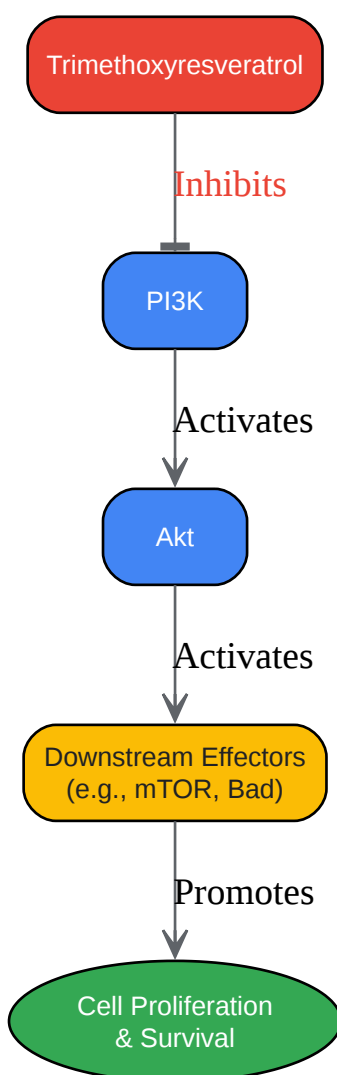 Trimethoxyresveratrol
Inhibits
PI3K
Activates
Akt
Activates
Downstream Effectors
(e.g., mTOR, Bad)
Promotes
Cell Proliferation
& Survival